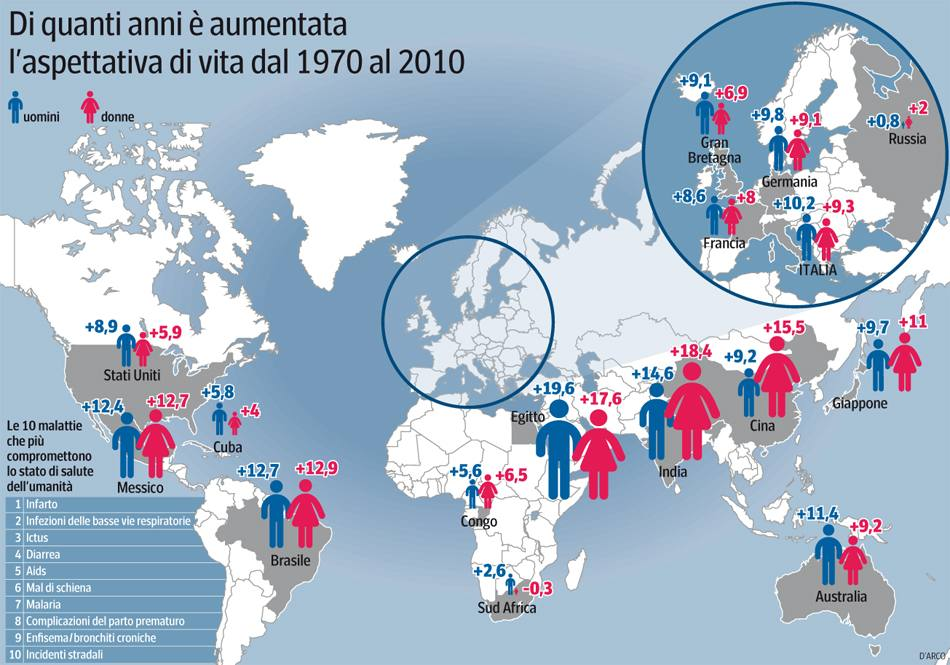 Di quanti anni è aumentata
l'aspettativa di vita dal 1970 al 2010
uomini
donne
+9,1
+6,9
Gran
Bretagna
+9,8
+9,1
Germania
+0,8
+2
Russia
+8,6
+8
Francia
+10,2
+9,3
ITALIA
+8,9
+5,9
Stati Uniti
+12,4
+12,7
Messico
+5,8
+4
Cuba
+12,7
+12,9
Brasile
+5,6
+6,5
Congo
+2,6
-0,3
Sud Africa
Egitto
+19,6
+17,6
+14,6
+18,4
India
+9,2
+15,5
Cina
+9,7
+11
Giappone
+11,4
+9,2
Australia
Le 10 malattie
che più
compromettono
lo stato di salute
dell'umanità
1 Infarto
2 Infezioni delle basse vie respiratorie
3 Ictus
4 Diarrea
5 Aids
6 Mal di schiena
7 Malaria
8 Complicazioni del parto prematuro
9 Enfisema/bronchiti croniche
10 Incidenti stradali
D'ARCO